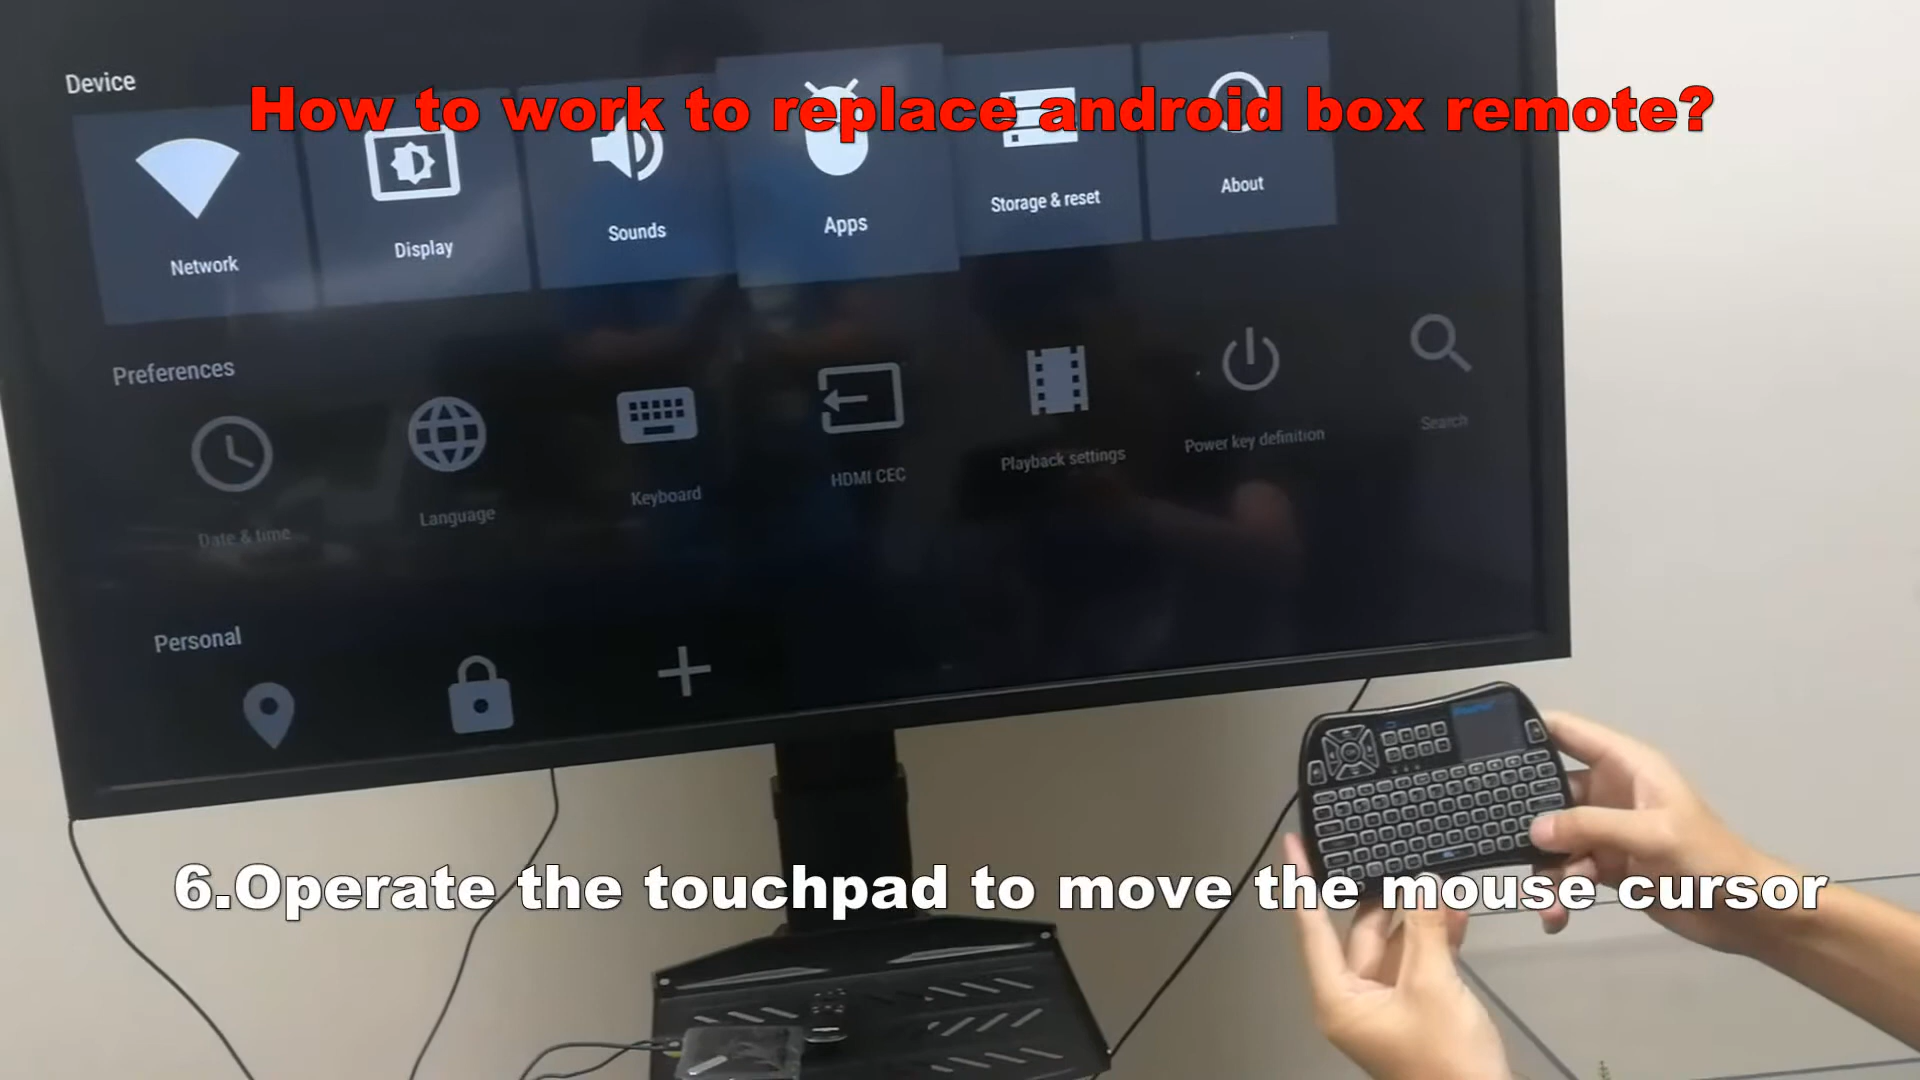 Device
How to work to replace android box remote?
Network
Display
Sounds
Apps
Storage & reset
About
Preferences
Date & time
Language
Keyboard
HDMI CEC
Playback settings
Power key definition
Search
Personal
6.Operate the touchpad to move the mouse cursor